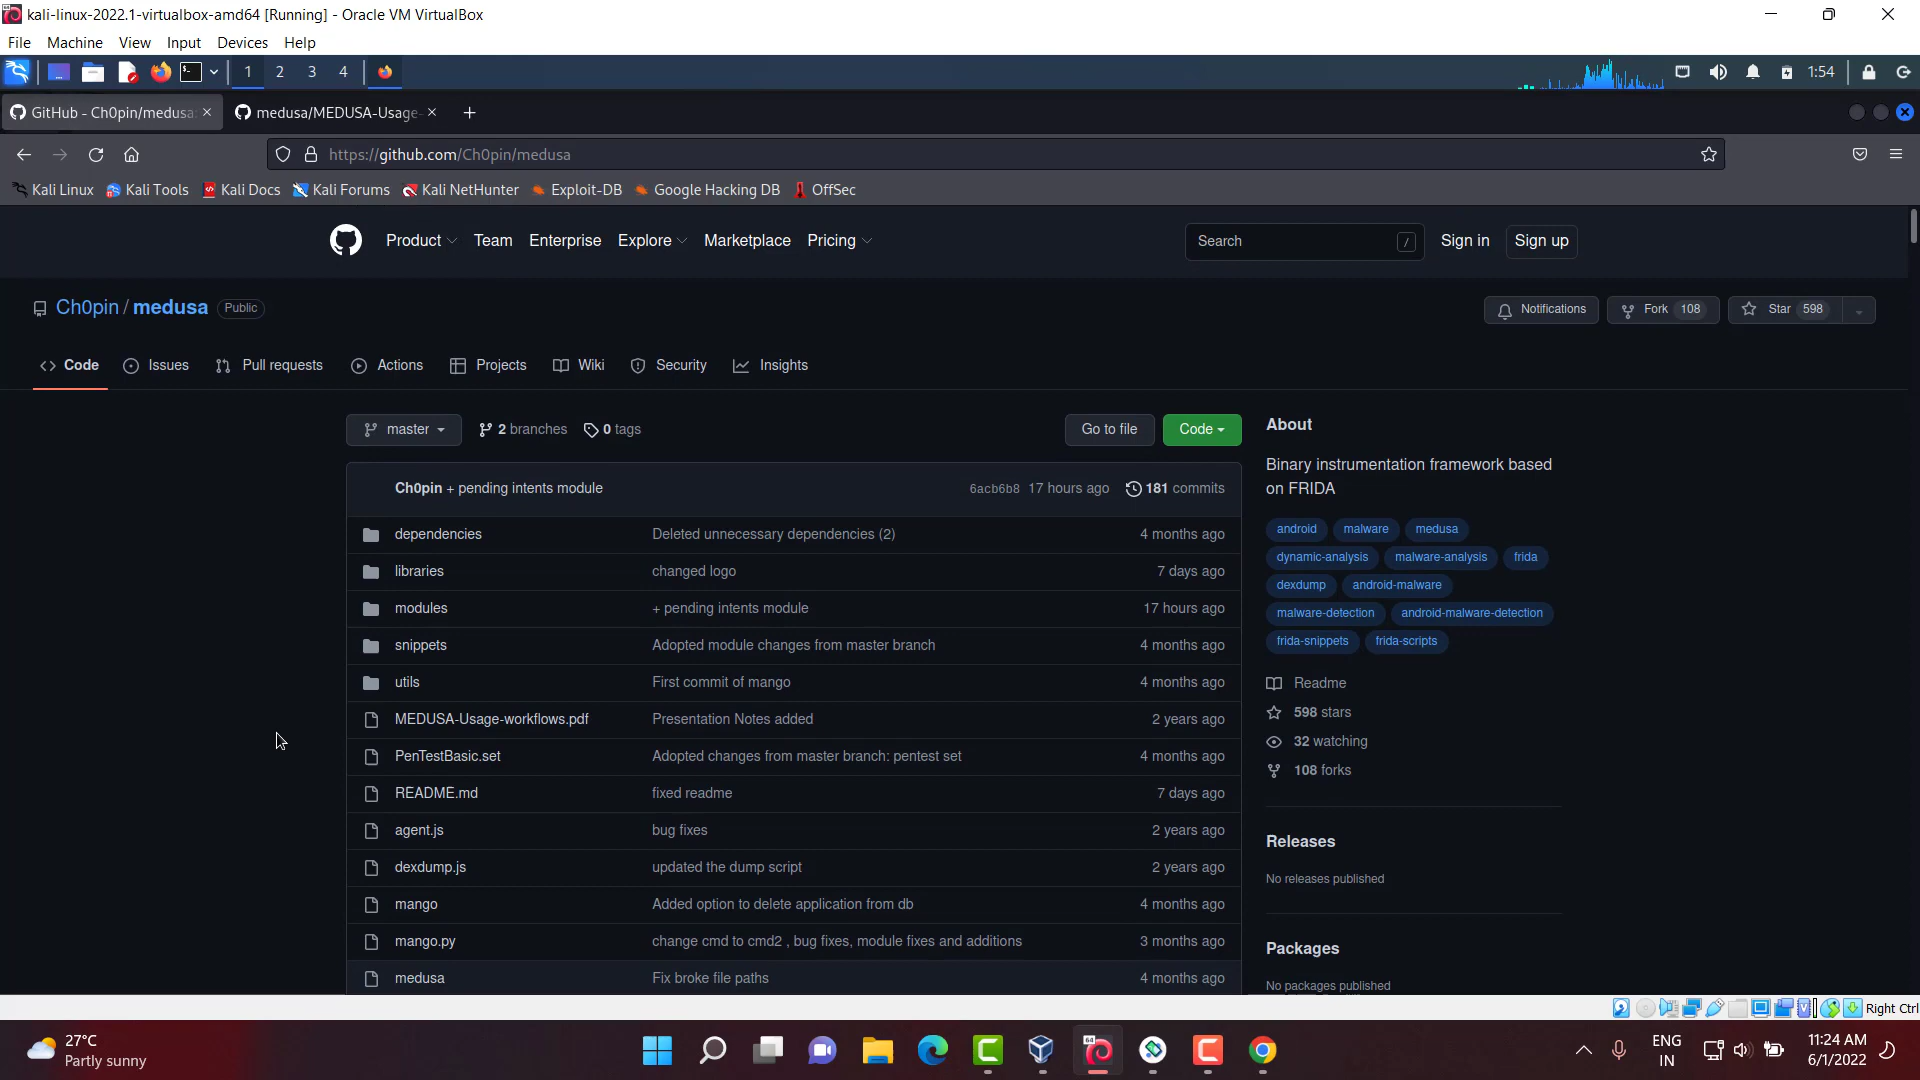 kali-linux-2022.1-virtualbox-amd64 [Running] - Oracle VM VirtualBox
File Machine View Input Devices Help
1 2 3 4 1:54
GitHub - Ch0pin/medusa: medusa/MEDUSA-Usage-
https://github.com/Ch0pin/medusa
Kali Linux Kali Tools Kali Docs Kali Forums Kali NetHunter Exploit-DB Google Hacking DB OffSec
Product Team Enterprise Explore Marketplace Pricing Search / Sign in Sign up
Ch0pin / medusa Public Notifications Fork 108 Star 598
Code Issues Pull requests Actions Projects Wiki Security Insights
master 2 branches 0 tags Go to file Code
Ch0pin + pending intents module 6acb6b8 17 hours ago 181 commits
dependencies Deleted unnecessary dependencies (2) 4 months ago
libraries changed logo 7 days ago
modules + pending intents module 17 hours ago
snippets Adopted module changes from master branch 4 months ago
utils First commit of mango 4 months ago
MEDUSA-Usage-workflows.pdf Presentation Notes added 2 years ago
PenTestBasic.set Adopted changes from master branch: pentest set 4 months ago
README.md fixed readme 7 days ago
agent.js bug fixes 2 years ago
dexdump.js updated the dump script 2 years ago
mango Added option to delete application from db 4 months ago
mango.py change cmd to cmd2 , bug fixes, module fixes and additions 3 months ago
medusa Fix broke file paths 4 months ago
About
Binary instrumentation framework based
on FRIDA
android malware medusa
dynamic-analysis malware-analysis frida
dexdump android-malware
malware-detection android-malware-detection
frida-snippets frida-scripts
Readme
598 stars
32 watching
108 forks
Releases
No releases published
Packages
No packages published
Right Ctrl
27°C
Partly sunny
ENG
IN
11:24 AM
6/1/2022